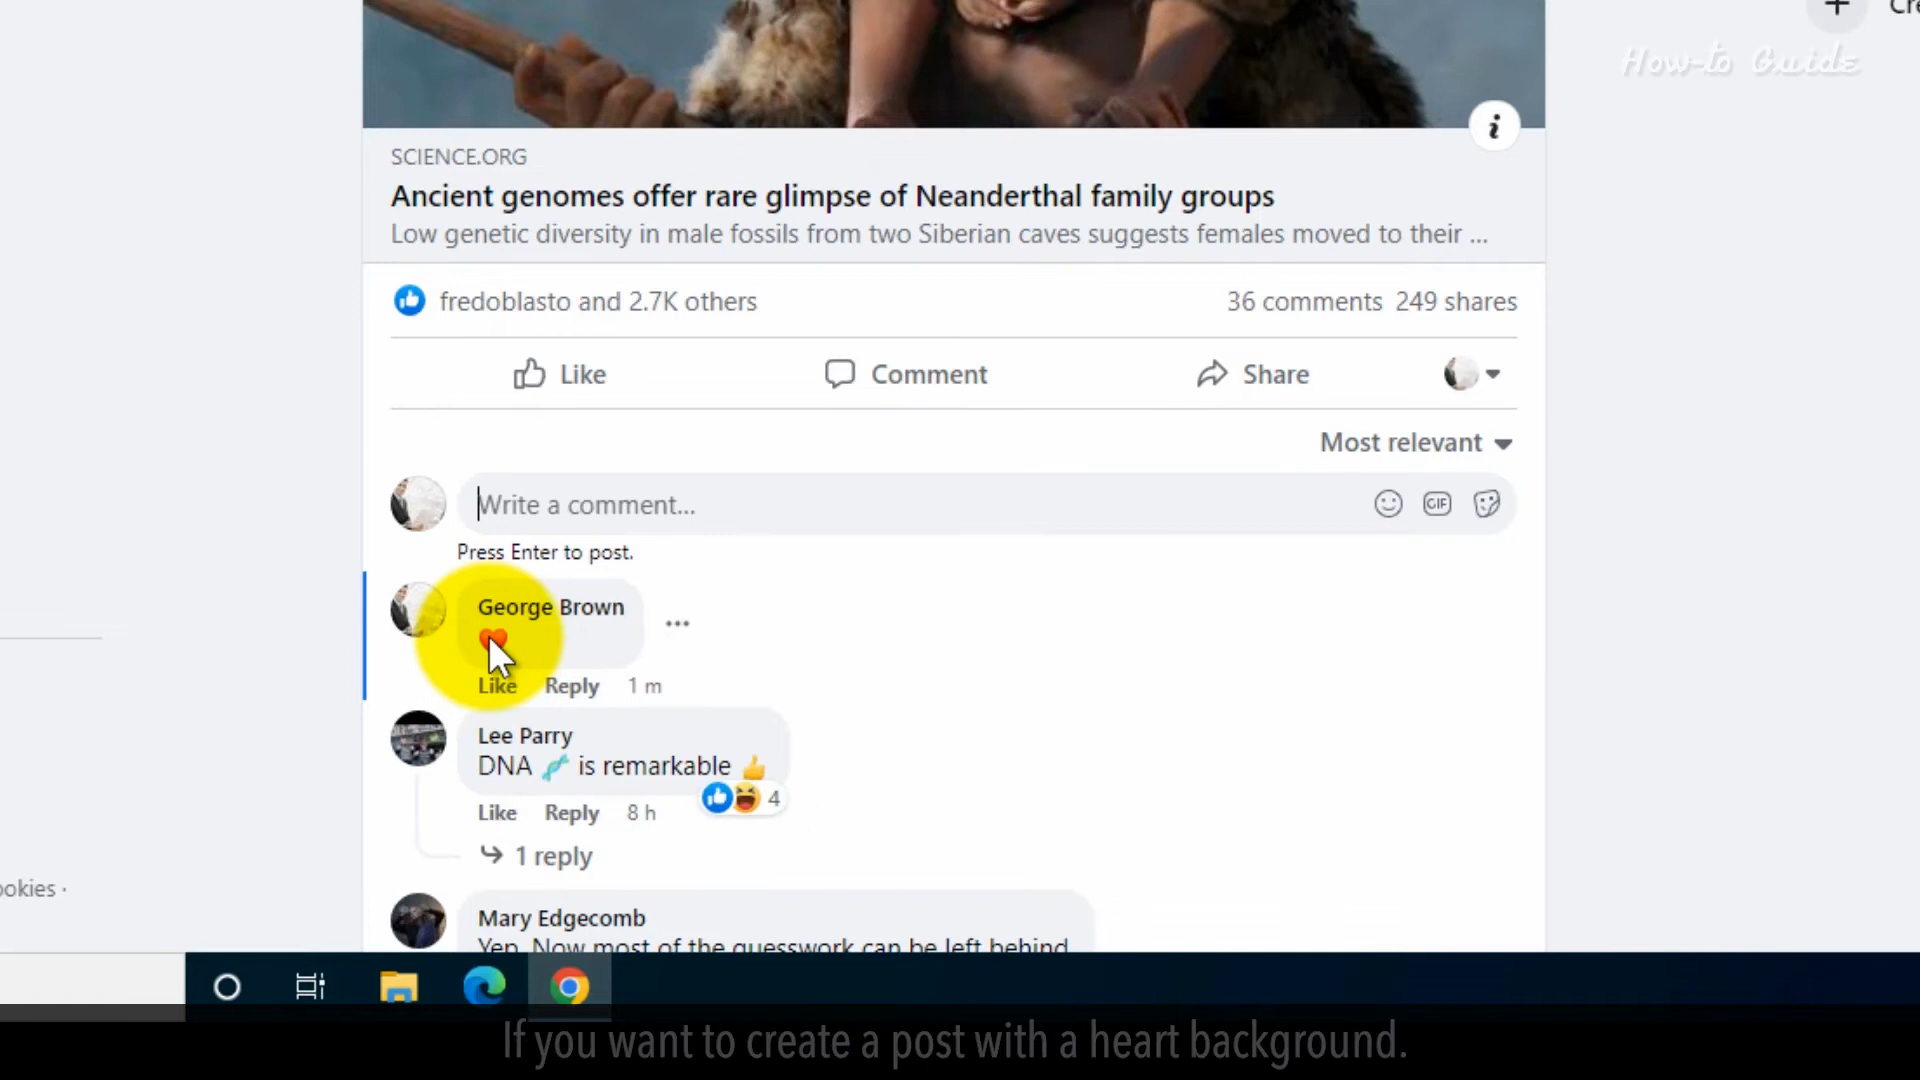 Cre
How-to Guide
SCIENCE.ORG
Ancient genomes offer rare glimpse of Neanderthal family groups
Low genetic diversity in male fossils from two Siberian caves suggests females moved to their ...
fredoblasto and 2.7K others
36 comments 249 shares
Like
Comment
Share
Most relevant
Write a comment...
GIF
Press Enter to post.
George Brown
Like Reply 1 m
Lee Parry
DNA 🧬 is remarkable 👍
4
Like Reply 8 h
1 reply
ookies ·
Mary Edgecomb
Yep. Now most of the guesswork can be left behind
If you want to create a post with a heart background.